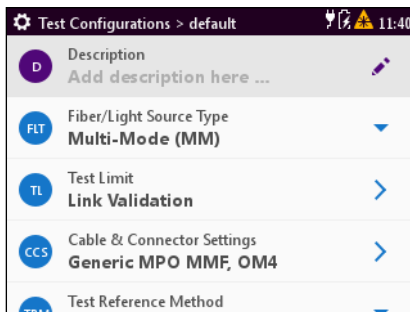 Test Configurations > default 11:40
D
Description
Add description here ...
FLT
Fiber/Light Source Type
Multi-Mode (MM)
TL
Test Limit
Link Validation
CCS
Cable & Connector Settings
Generic MPO MMF, OM4
TRM
Test Reference Method